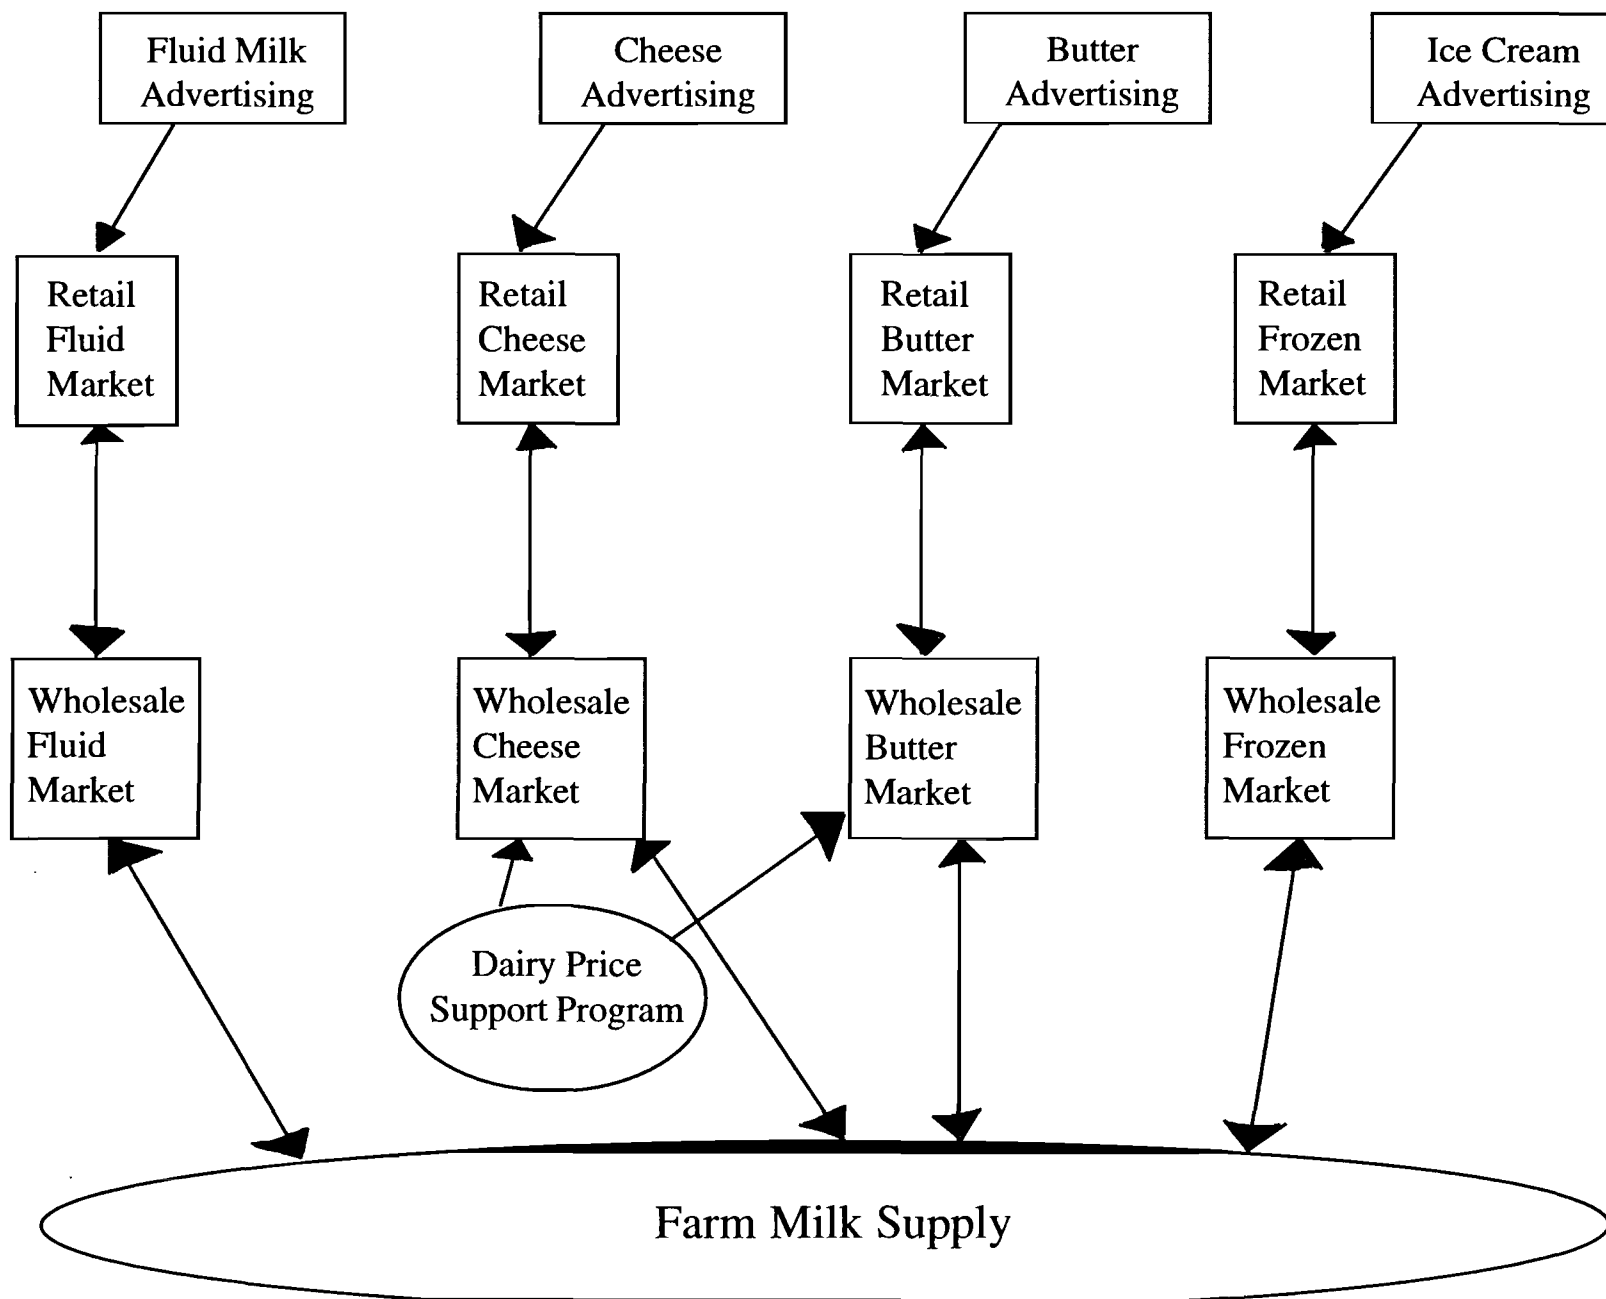 Fluid Milk
Advertising
Cheese
Advertising
Butter
Advertising
Ice Cream
Advertising
Retail
Fluid
Market
Retail
Cheese
Market
Retail
Butter
Market
Retail
Frozen
Market
Wholesale
Fluid
Market
Wholesale
Cheese
Market
Wholesale
Butter
Market
Wholesale
Frozen
Market
Dairy Price
Support Program
Farm Milk Supply